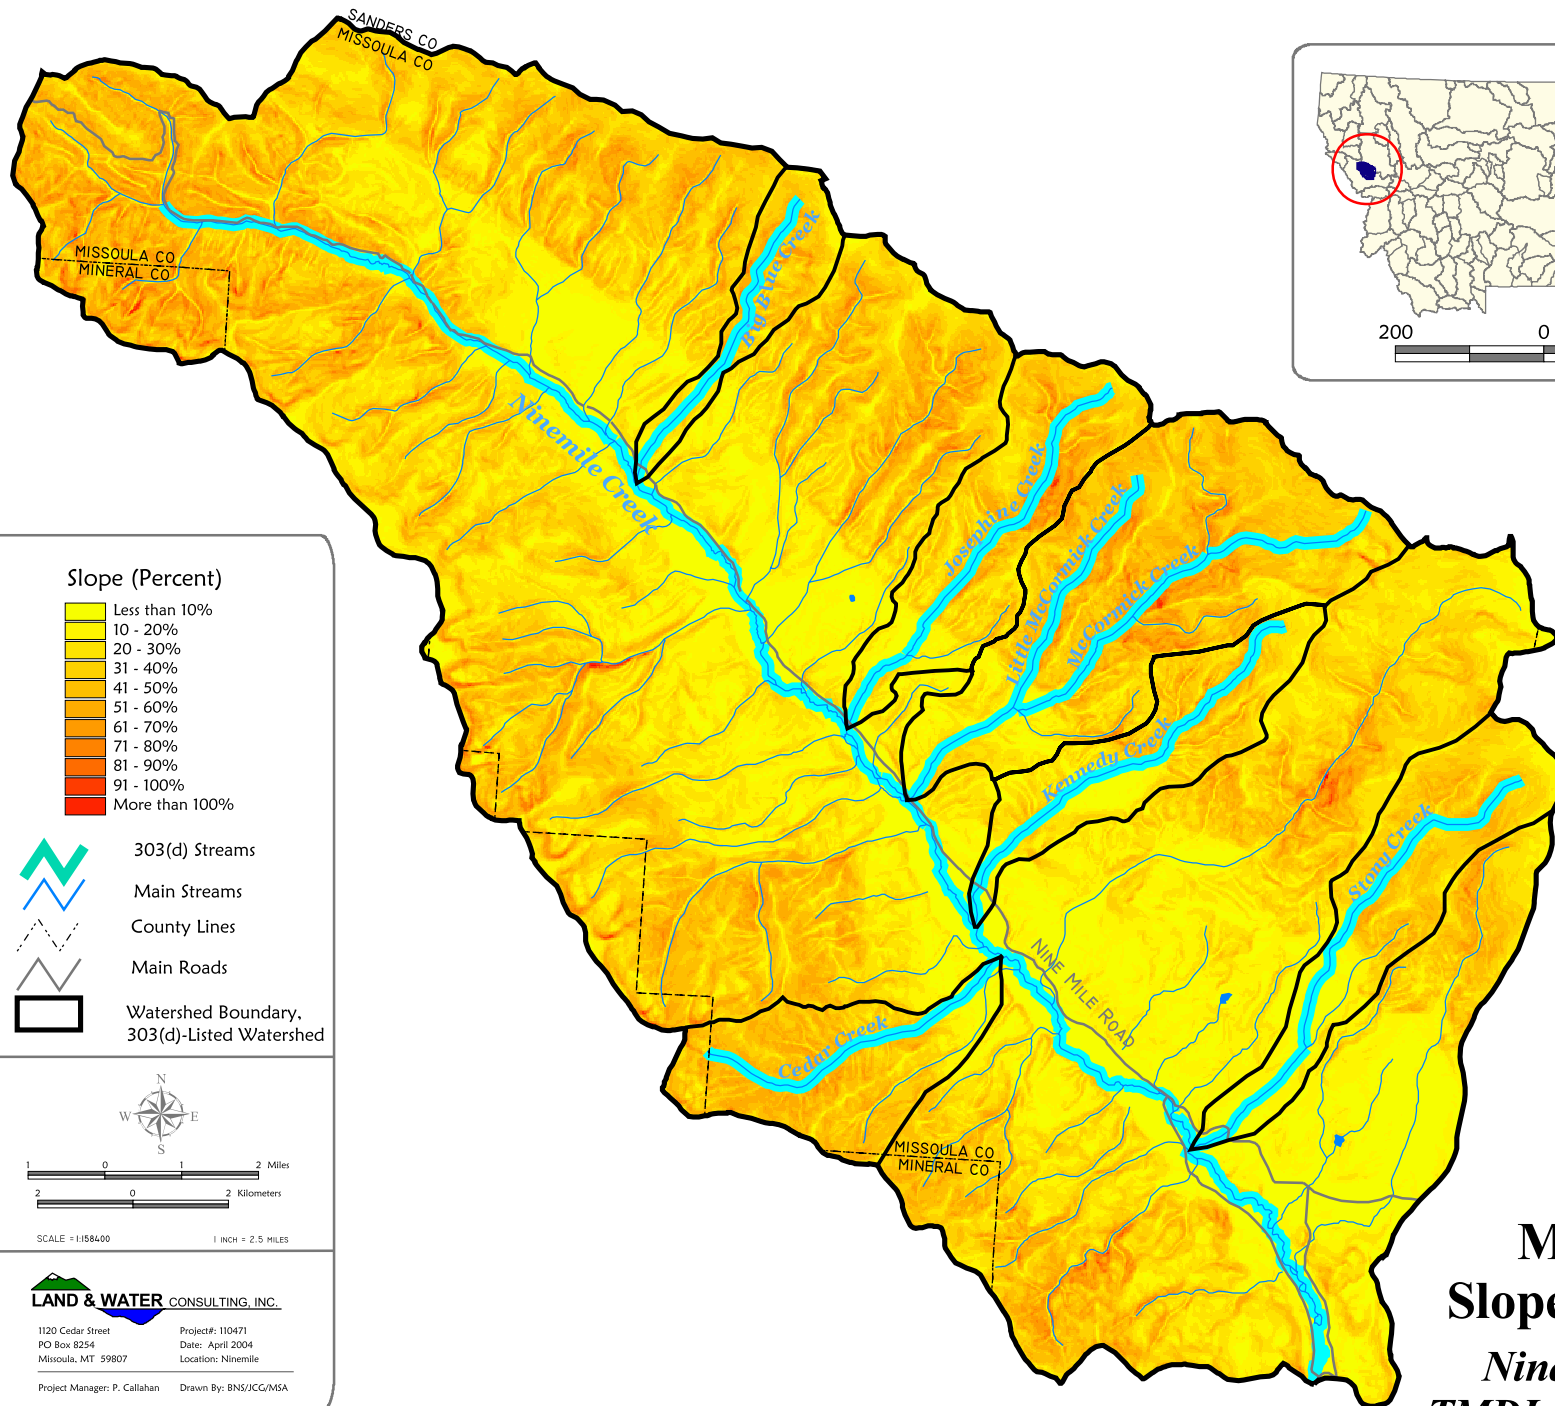 SANDERS CO
MISSOULA CO
MISSOULA CO
MINERAL CO
Big Blue Creek
Ninemile Creek
Josephine Creek
Little McCormick Creek
McCormick Creek
Kennedy Creek
Stony Creek
Cedar Creek
NINE MILE ROAD
MISSOULA CO
MINERAL CO
200 0
Slope (Percent)
Less than 10%
10 - 20%
20 - 30%
31 - 40%
41 - 50%
51 - 60%
61 - 70%
71 - 80%
81 - 90%
91 - 100%
More than 100%
303(d) Streams
Main Streams
County Lines
Main Roads
Watershed Boundary,
303(d)-Listed Watershed
N
W E
S
1 0 1 2 Miles
2 0 2 Kilometers
SCALE = 1:158400 1 INCH = 2.5 MILES
LAND & WATER CONSULTING, INC.
1120 Cedar Street Project#: 110471
PO Box 8254 Date: April 2004
Missoula, MT 59807 Location: Ninemile
Project Manager: P. Callahan Drawn By: BNS/JCG/MSA
M
Slope
Nine
TMDL